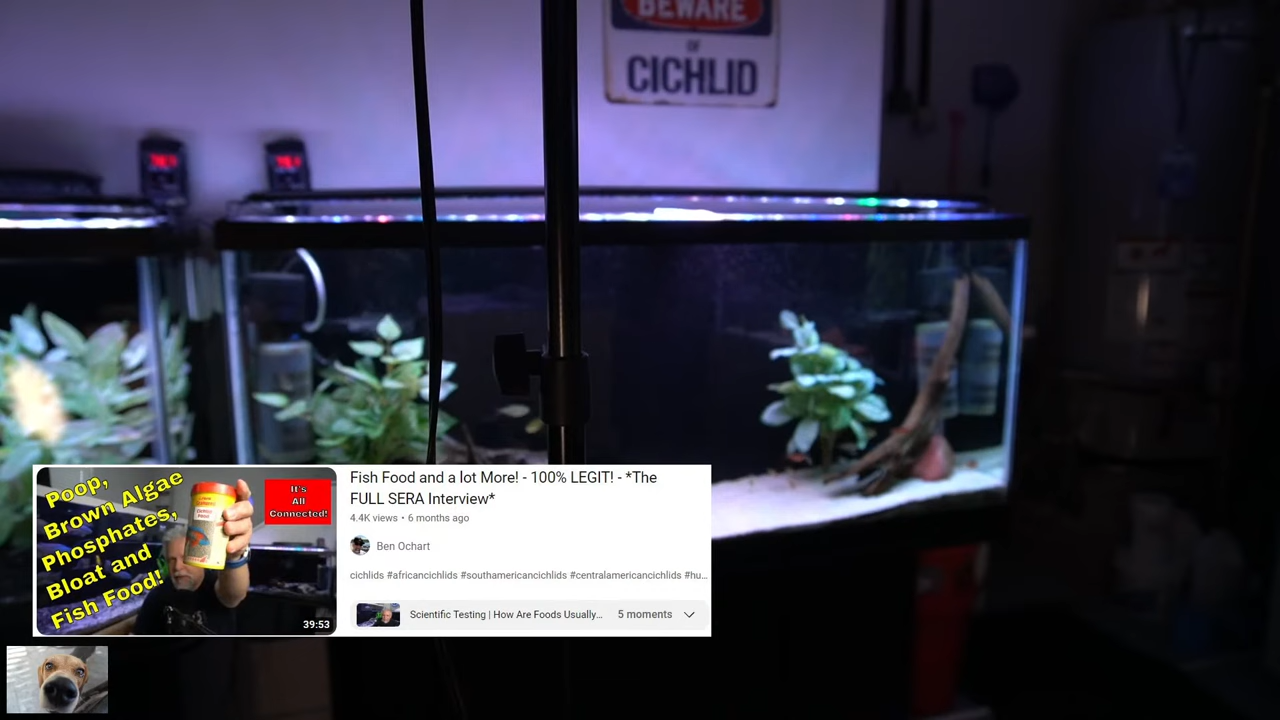 BEWARE
OF
CICHLID
Poop,
Brown Algae
Phosphates,
Bloat and
Fish Food!
It's
All
Connected!
39:53
Fish Food and a lot More! - 100% LEGIT! - *The
FULL SERA Interview*
4.4K views • 6 months ago
Ben Ochart
cichlids #africancichlids #southamericancichlids #centralamericancichlids #hu...
Scientific Testing | How Are Foods Usually...
5 moments